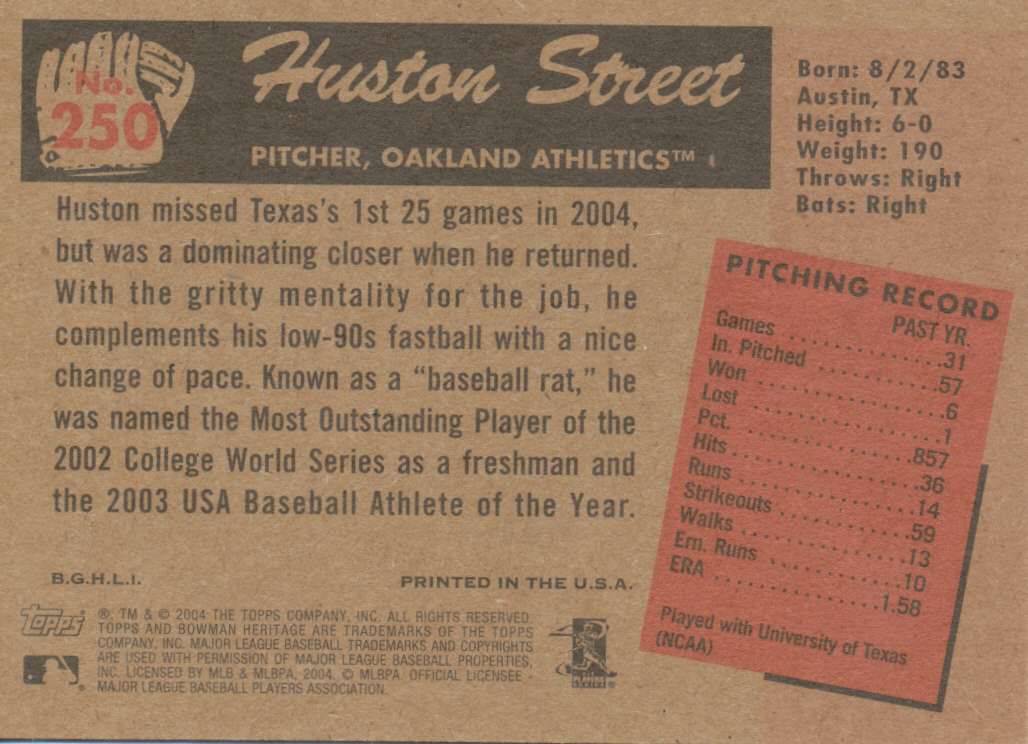 No.
250
Huston Street
PITCHER, OAKLAND ATHLETICS™
Born: 8/2/83
Austin, TX
Height: 6-0
Weight: 190
Throws: Right
Bats: Right
Huston missed Texas's 1st 25 games in 2004,
but was a dominating closer when he returned.
With the gritty mentality for the job, he
complements his low-90s fastball with a nice
change of pace. Known as a "baseball rat," he
was named the Most Outstanding Player of the
2002 College World Series as a freshman and
the 2003 USA Baseball Athlete of the Year.
PITCHING RECORD
PAST YR.
Games . . . . . . . . . . . . . . .31
In. Pitched . . . . . . . . . . . .57
Won . . . . . . . . . . . . . . . . .6
Lost . . . . . . . . . . . . . . . . .1
Pct. . . . . . . . . . . . . . . .857
Hits . . . . . . . . . . . . . . . .36
Runs . . . . . . . . . . . . . . .14
Strikeouts . . . . . . . . . . .59
Walks . . . . . . . . . . . . . .13
Ern. Runs . . . . . . . . . . .10
ERA . . . . . . . . . . . . . .1.58
Played with University of Texas
(NCAA)
B.G.H.L.I.
PRINTED IN THE U.S.A.
topps
®, TM & © 2004 THE TOPPS COMPANY, INC. ALL RIGHTS RESERVED.
TOPPS AND BOWMAN HERITAGE ARE TRADEMARKS OF THE TOPPS
COMPANY, INC. MAJOR LEAGUE BASEBALL TRADEMARKS AND COPYRIGHTS
ARE USED WITH PERMISSION OF MAJOR LEAGUE BASEBALL PROPERTIES,
INC. LICENSED BY MLB & MLBPA, 2004. © MLBPA. OFFICIAL LICENSEE -
MAJOR LEAGUE BASEBALL PLAYERS ASSOCIATION.